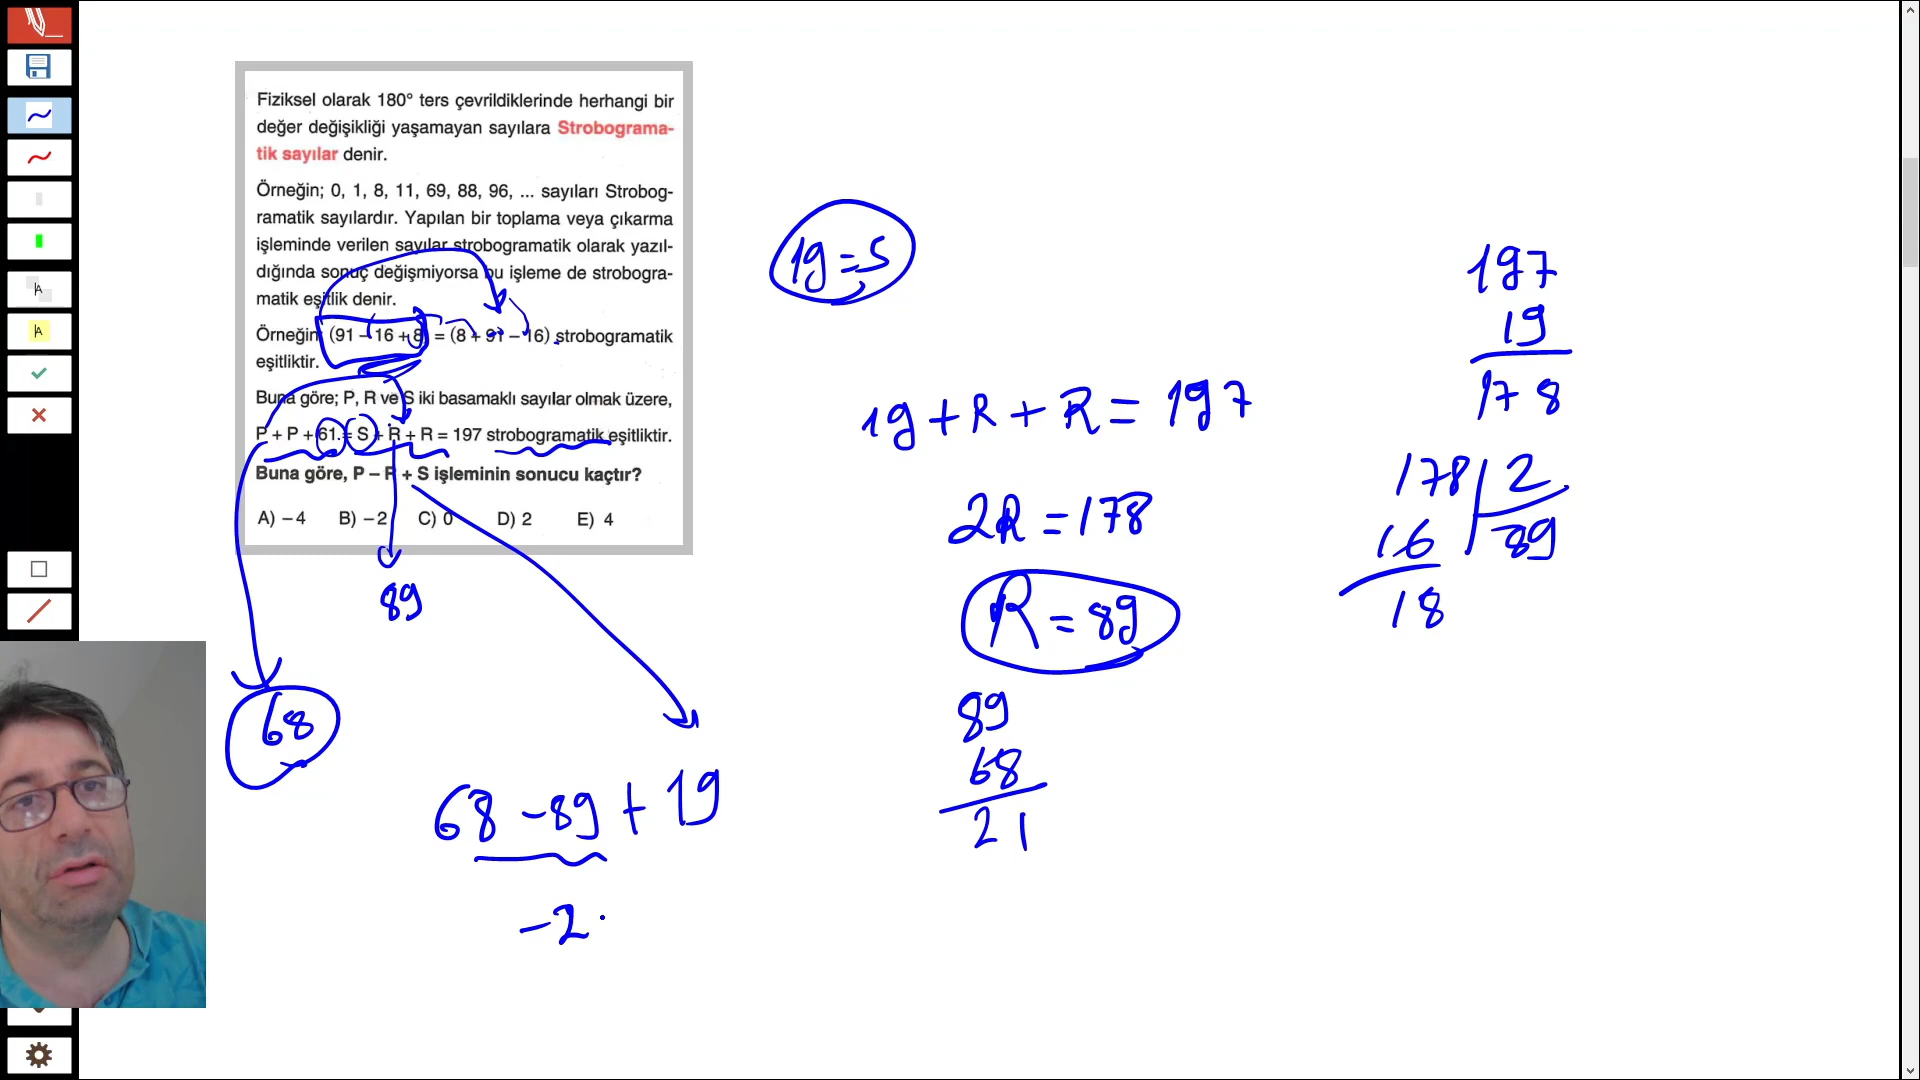 Fiziksel olarak 180° ters çevrildiklerinde herhangi bir
değer değişikliği yaşamayan sayılara Strobograma-
tik sayılar denir.
Örneğin; 0, 1, 8, 11, 69, 88, 96, ... sayıları Strobog-
ramatik sayılardır. Yapılan bir toplama veya çıkarma
işleminde verilen sayılar strobogramatik olarak yazıl-
dığında sonuç değişmiyorsa bu işleme de strobogra-
matik eşitlik denir.
Örneğin; (91 – 16 + 8) = (8 + 91 – 16) strobogramatik
eşitliktir.
Buna göre; P, R ve S iki basamaklı sayılar olmak üzere,
P + P + 61 = S + R + R = 197 strobogramatik eşitliktir.
Buna göre, P – R + S işleminin sonucu kaçtır?
A) – 4 B) – 2 C) 0 D) 2 E) 4
89
68
68 - 89 + 19
-2
19 = S
19 + R + R = 197
2R = 178
R = 89
89
68
21
197
19
178
178 2
16 89
18
A
A